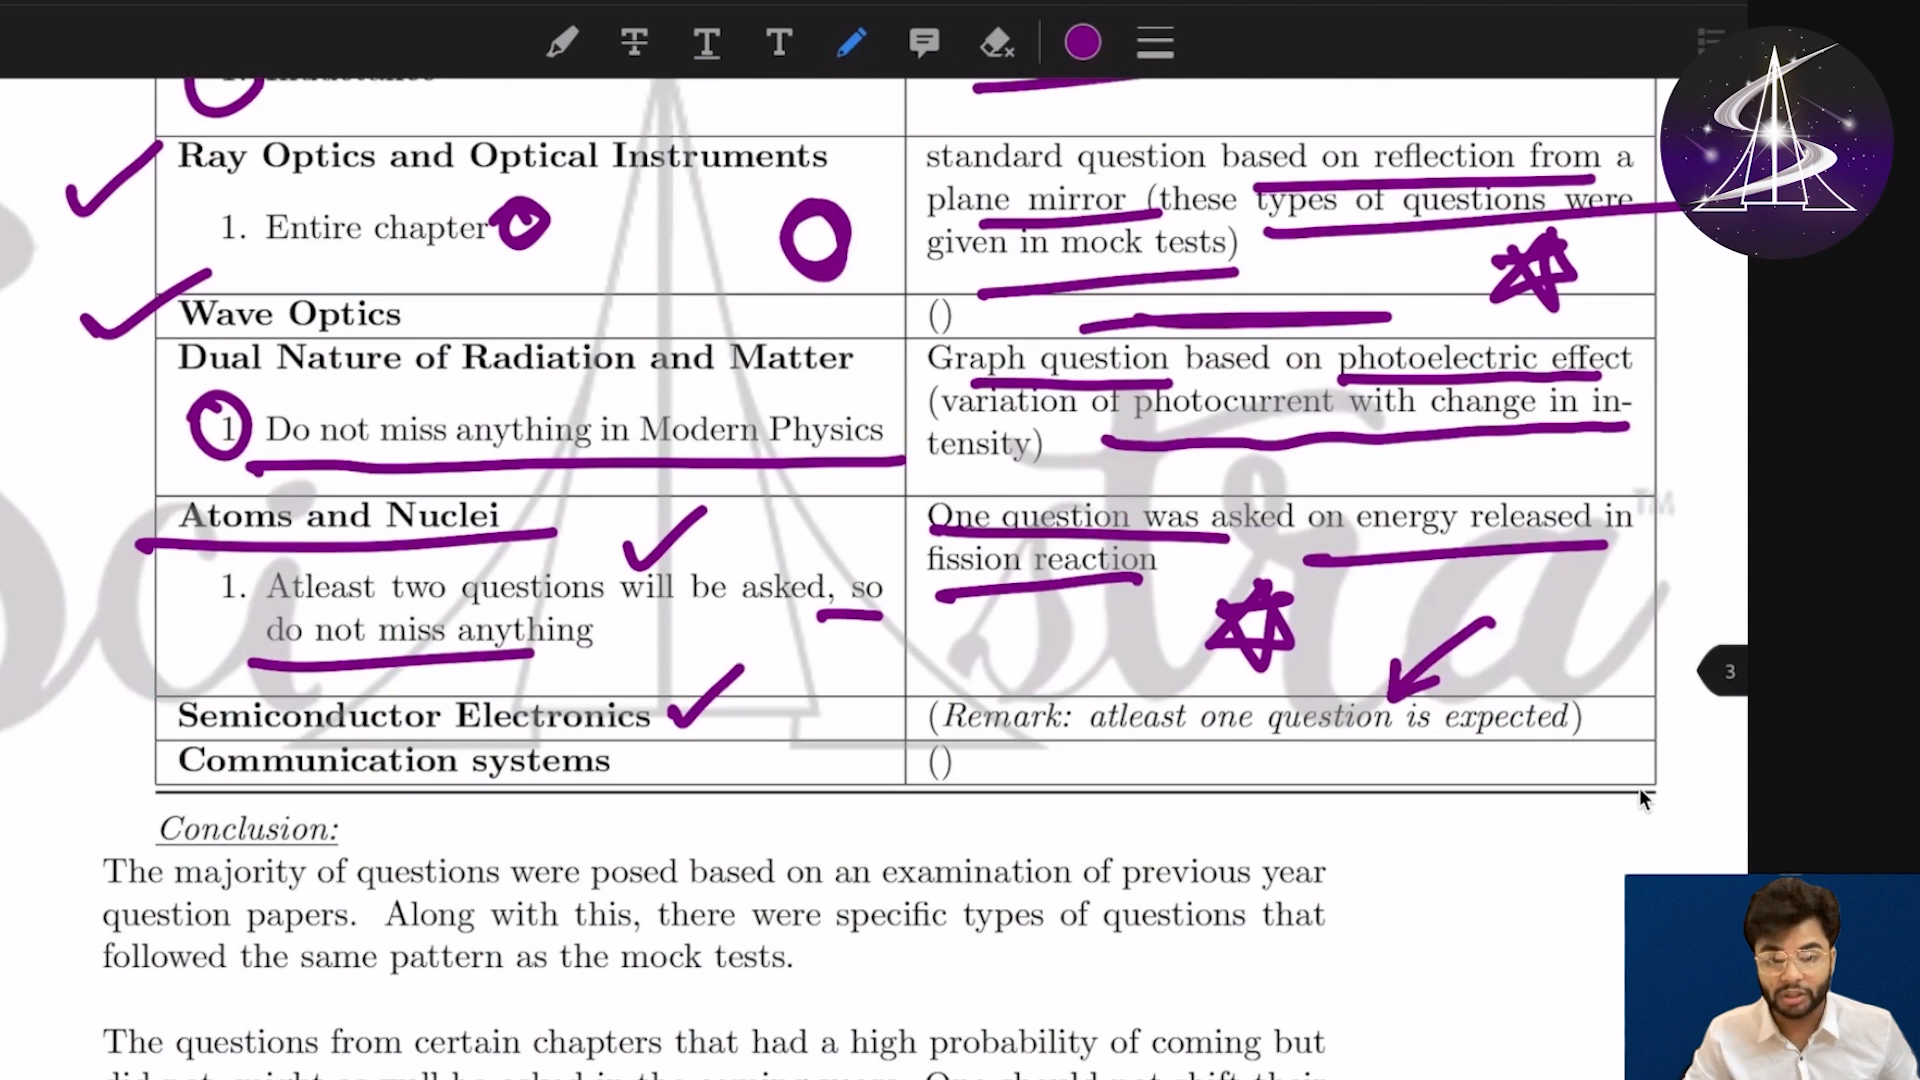 Ray Optics and Optical Instruments
1. Entire chapter
standard question based on reflection from a
plane mirror (these types of questions were
given in mock tests)
Wave Optics
()
Dual Nature of Radiation and Matter
1. Do not miss anything in Modern Physics
Graph question based on photoelectric effect
(variation of photocurrent with change in in-
tensity)
Atoms and Nuclei
1. Atleast two questions will be asked, so
do not miss anything
One question was asked on energy released in
fission reaction
Semiconductor Electronics
(Remark: atleast one question is expected)
Communication systems
()
3
Conclusion:
The majority of questions were posed based on an examination of previous year
question papers. Along with this, there were specific types of questions that
followed the same pattern as the mock tests.
The questions from certain chapters that had a high probability of coming but
Sci Astra TM